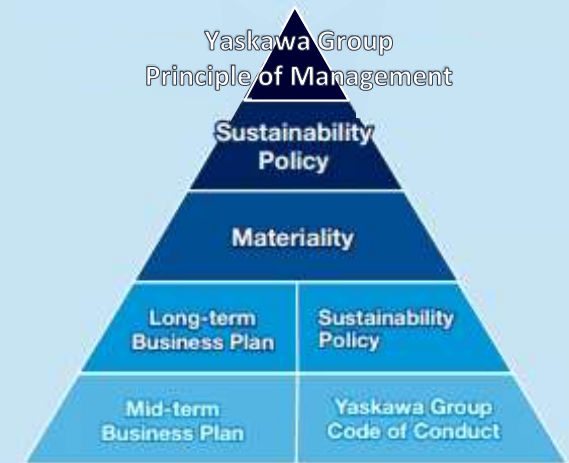 Yaskawa Group
Principle of Management
Sustainability
Policy
Materiality
Long-term
Business Plan
Sustainability
Policy
Mid-term
Business Plan
Yaskawa Group
Code of Conduct